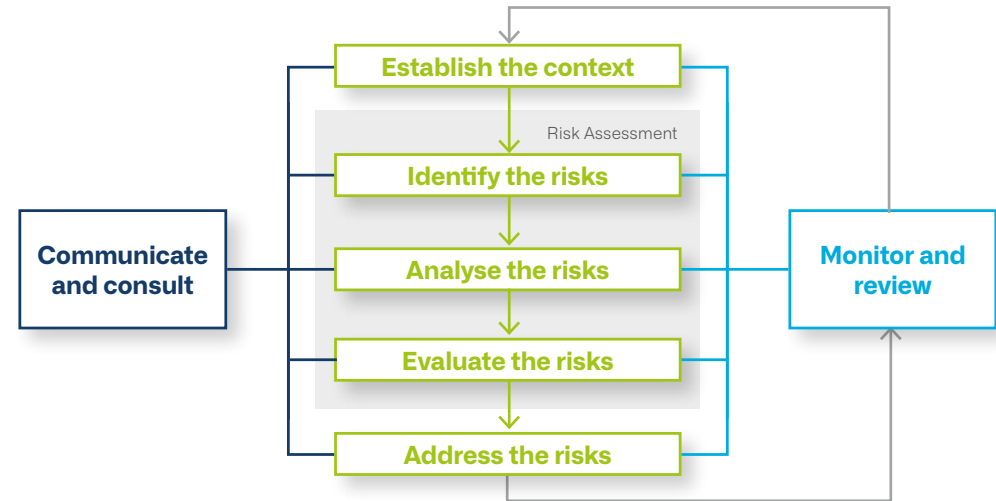 Establish the context
Risk Assessment
Identify the risks
Communicate
and consult
Analyse the risks
Monitor and
review
Evaluate the risks
Address the risks